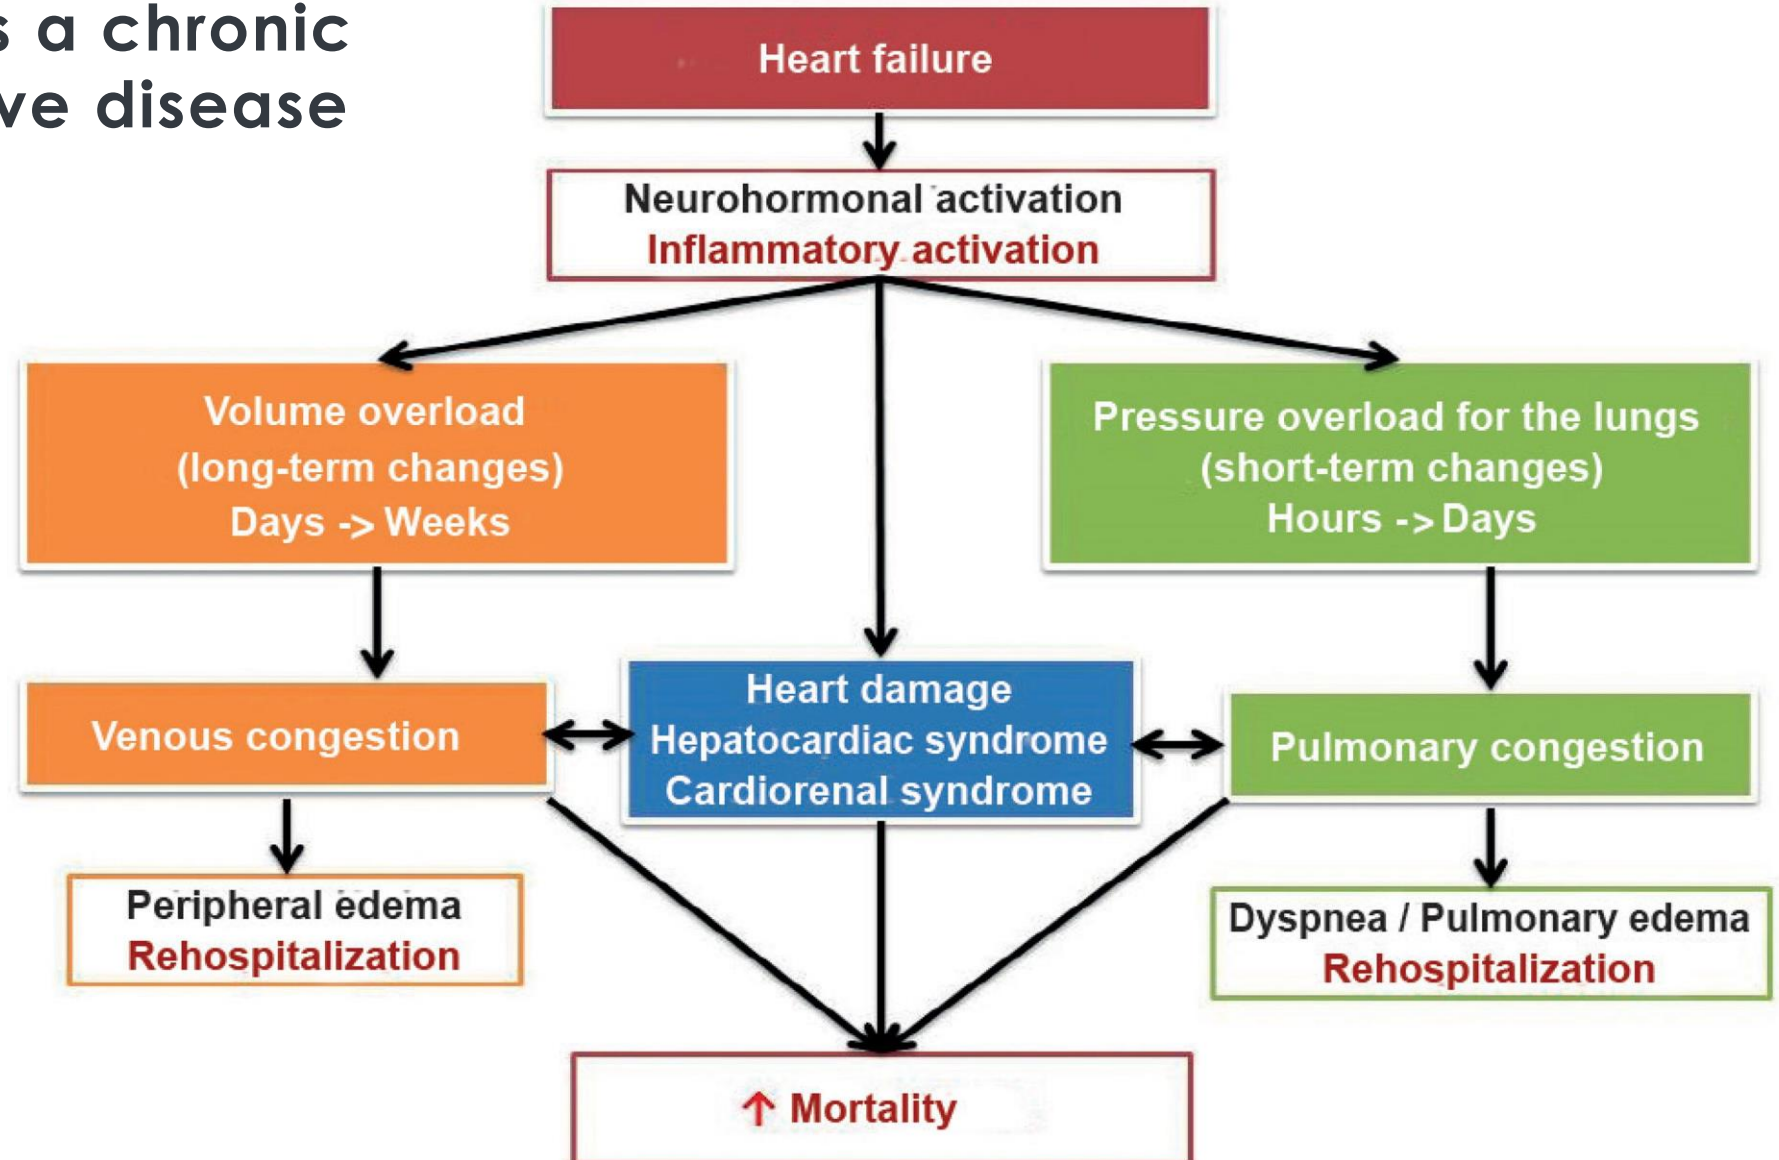 s a chronic
ve disease
Heart failure
Neurohormonal activation
Inflammatory activation
Volume overload
(long-term changes)
Days -> Weeks
Pressure overload for the lungs
(short-term changes)
Hours -> Days
Venous congestion
Heart damage
Hepatocardiac syndrome
Cardiorenal syndrome
Pulmonary congestion
Peripheral edema
Rehospitalization
Dyspnea / Pulmonary edema
Rehospitalization
↑ Mortality